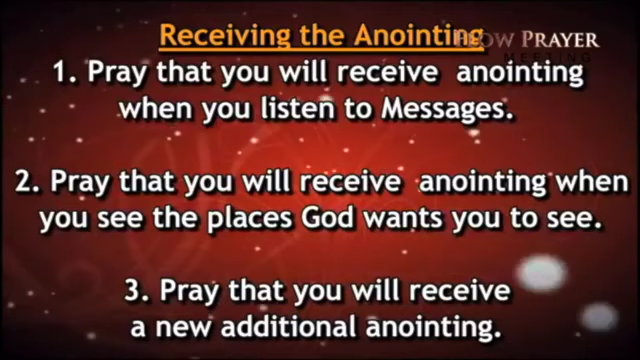 Receiving the Anointing
FLOW PRAYER
MEETING
1. Pray that you will receive anointing
when you listen to Messages.
2. Pray that you will receive anointing when
you see the places God wants you to see.
3. Pray that you will receive
a new additional anointing.